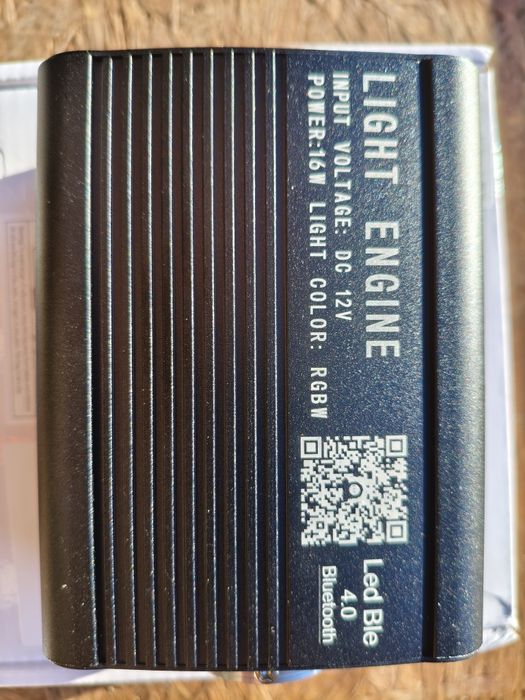 LIGHT ENGINE
INPUT VOLTAGE: DC 12V
POWER:16W LIGHT COLOR: RGBW
Led Ble
4.0
Bluetooth